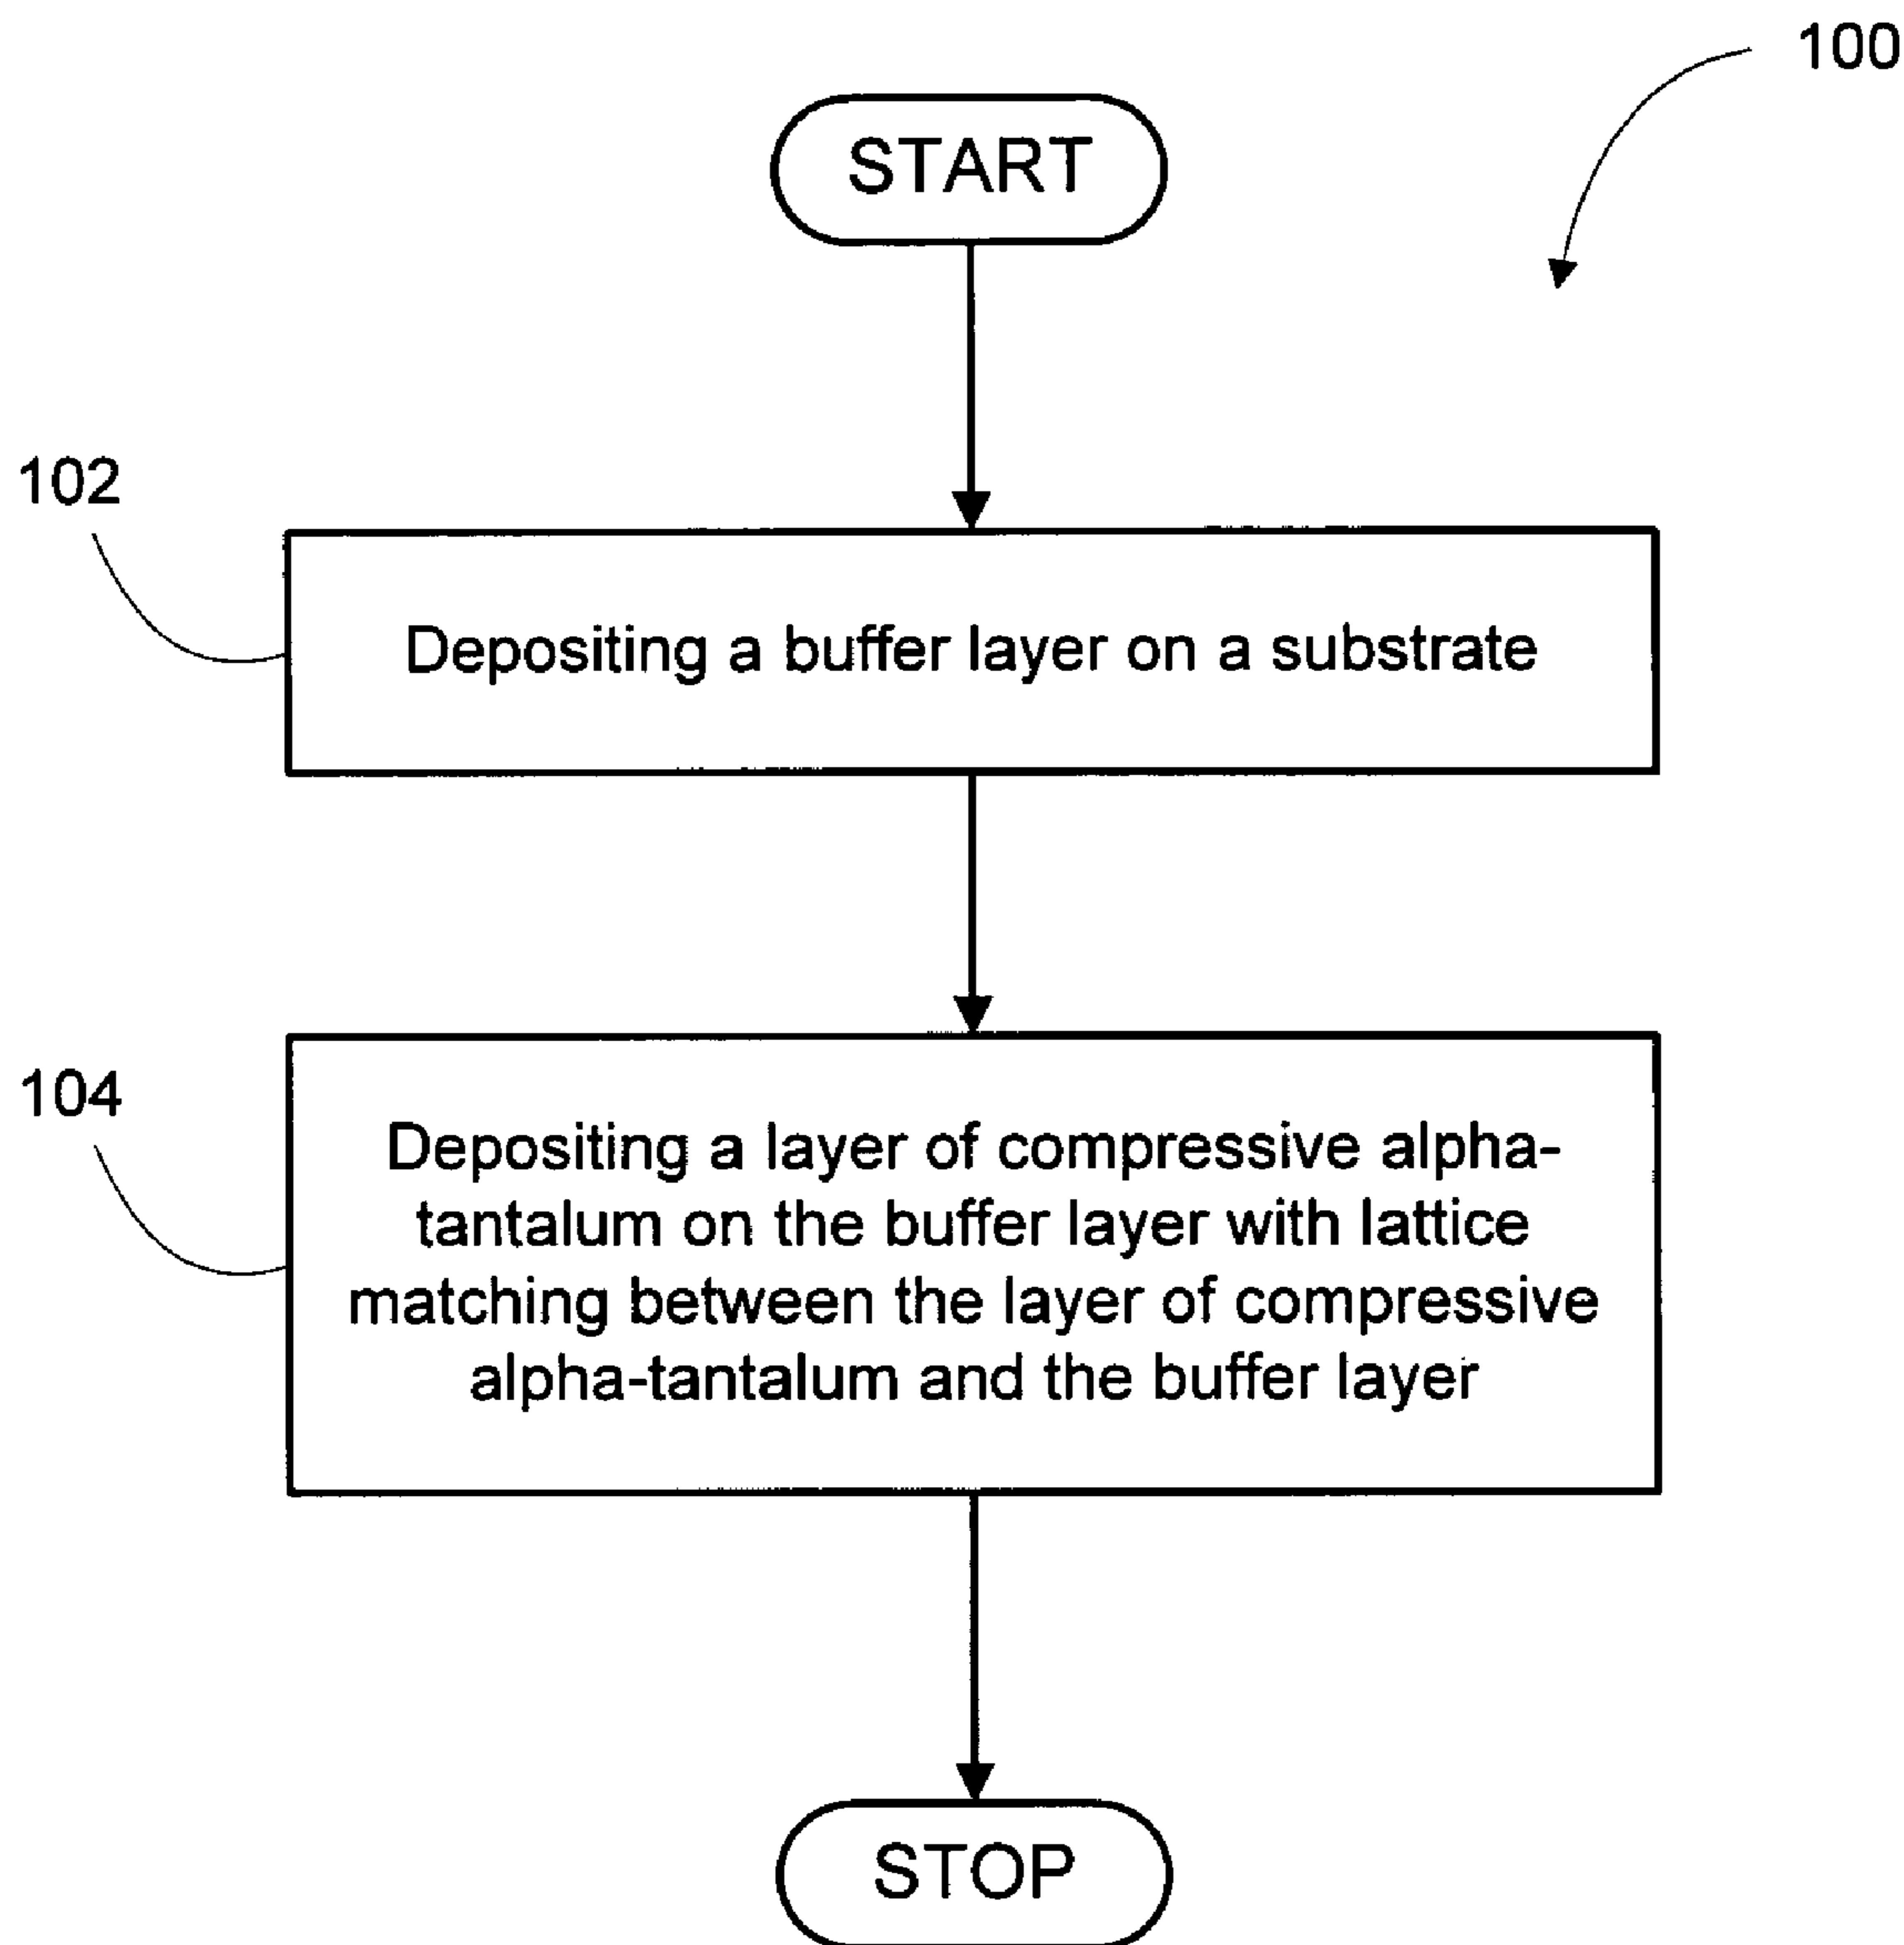 100
START
102
Depositing a buffer layer on a substrate
104
Depositing a layer of compressive alpha-
tantalum on the buffer layer with lattice
matching between the layer of compressive
alpha-tantalum and the buffer layer
STOP